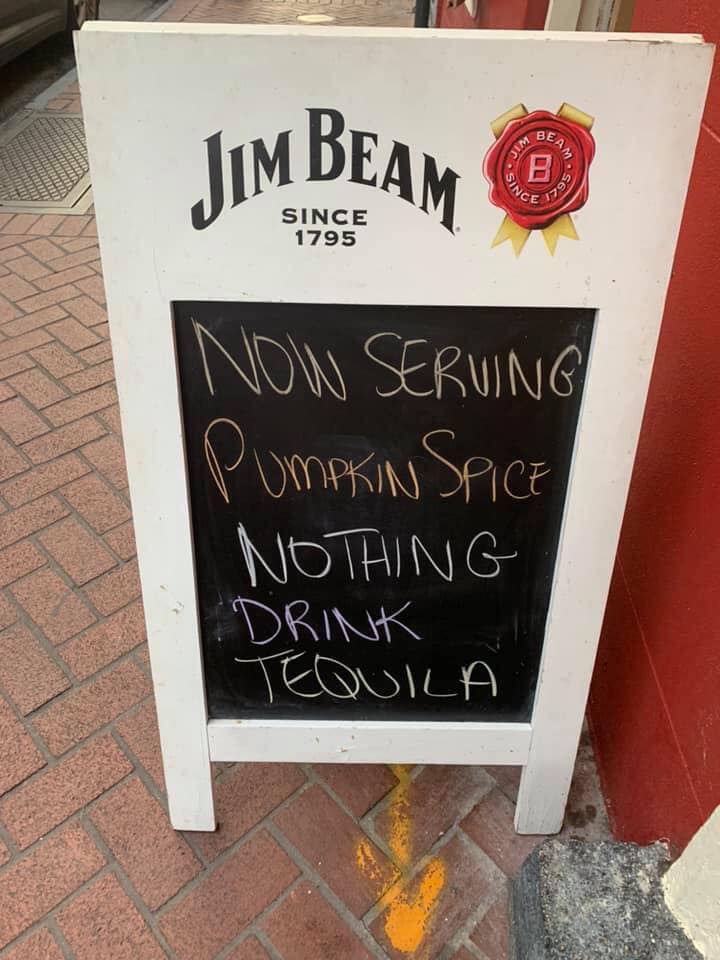 JIM BEAM
SINCE
1795
JIM BEAM
B
SINCE 1795
NOW SERVING
PUMPKIN SPICE
NOTHING
DRINK
TEQUILA